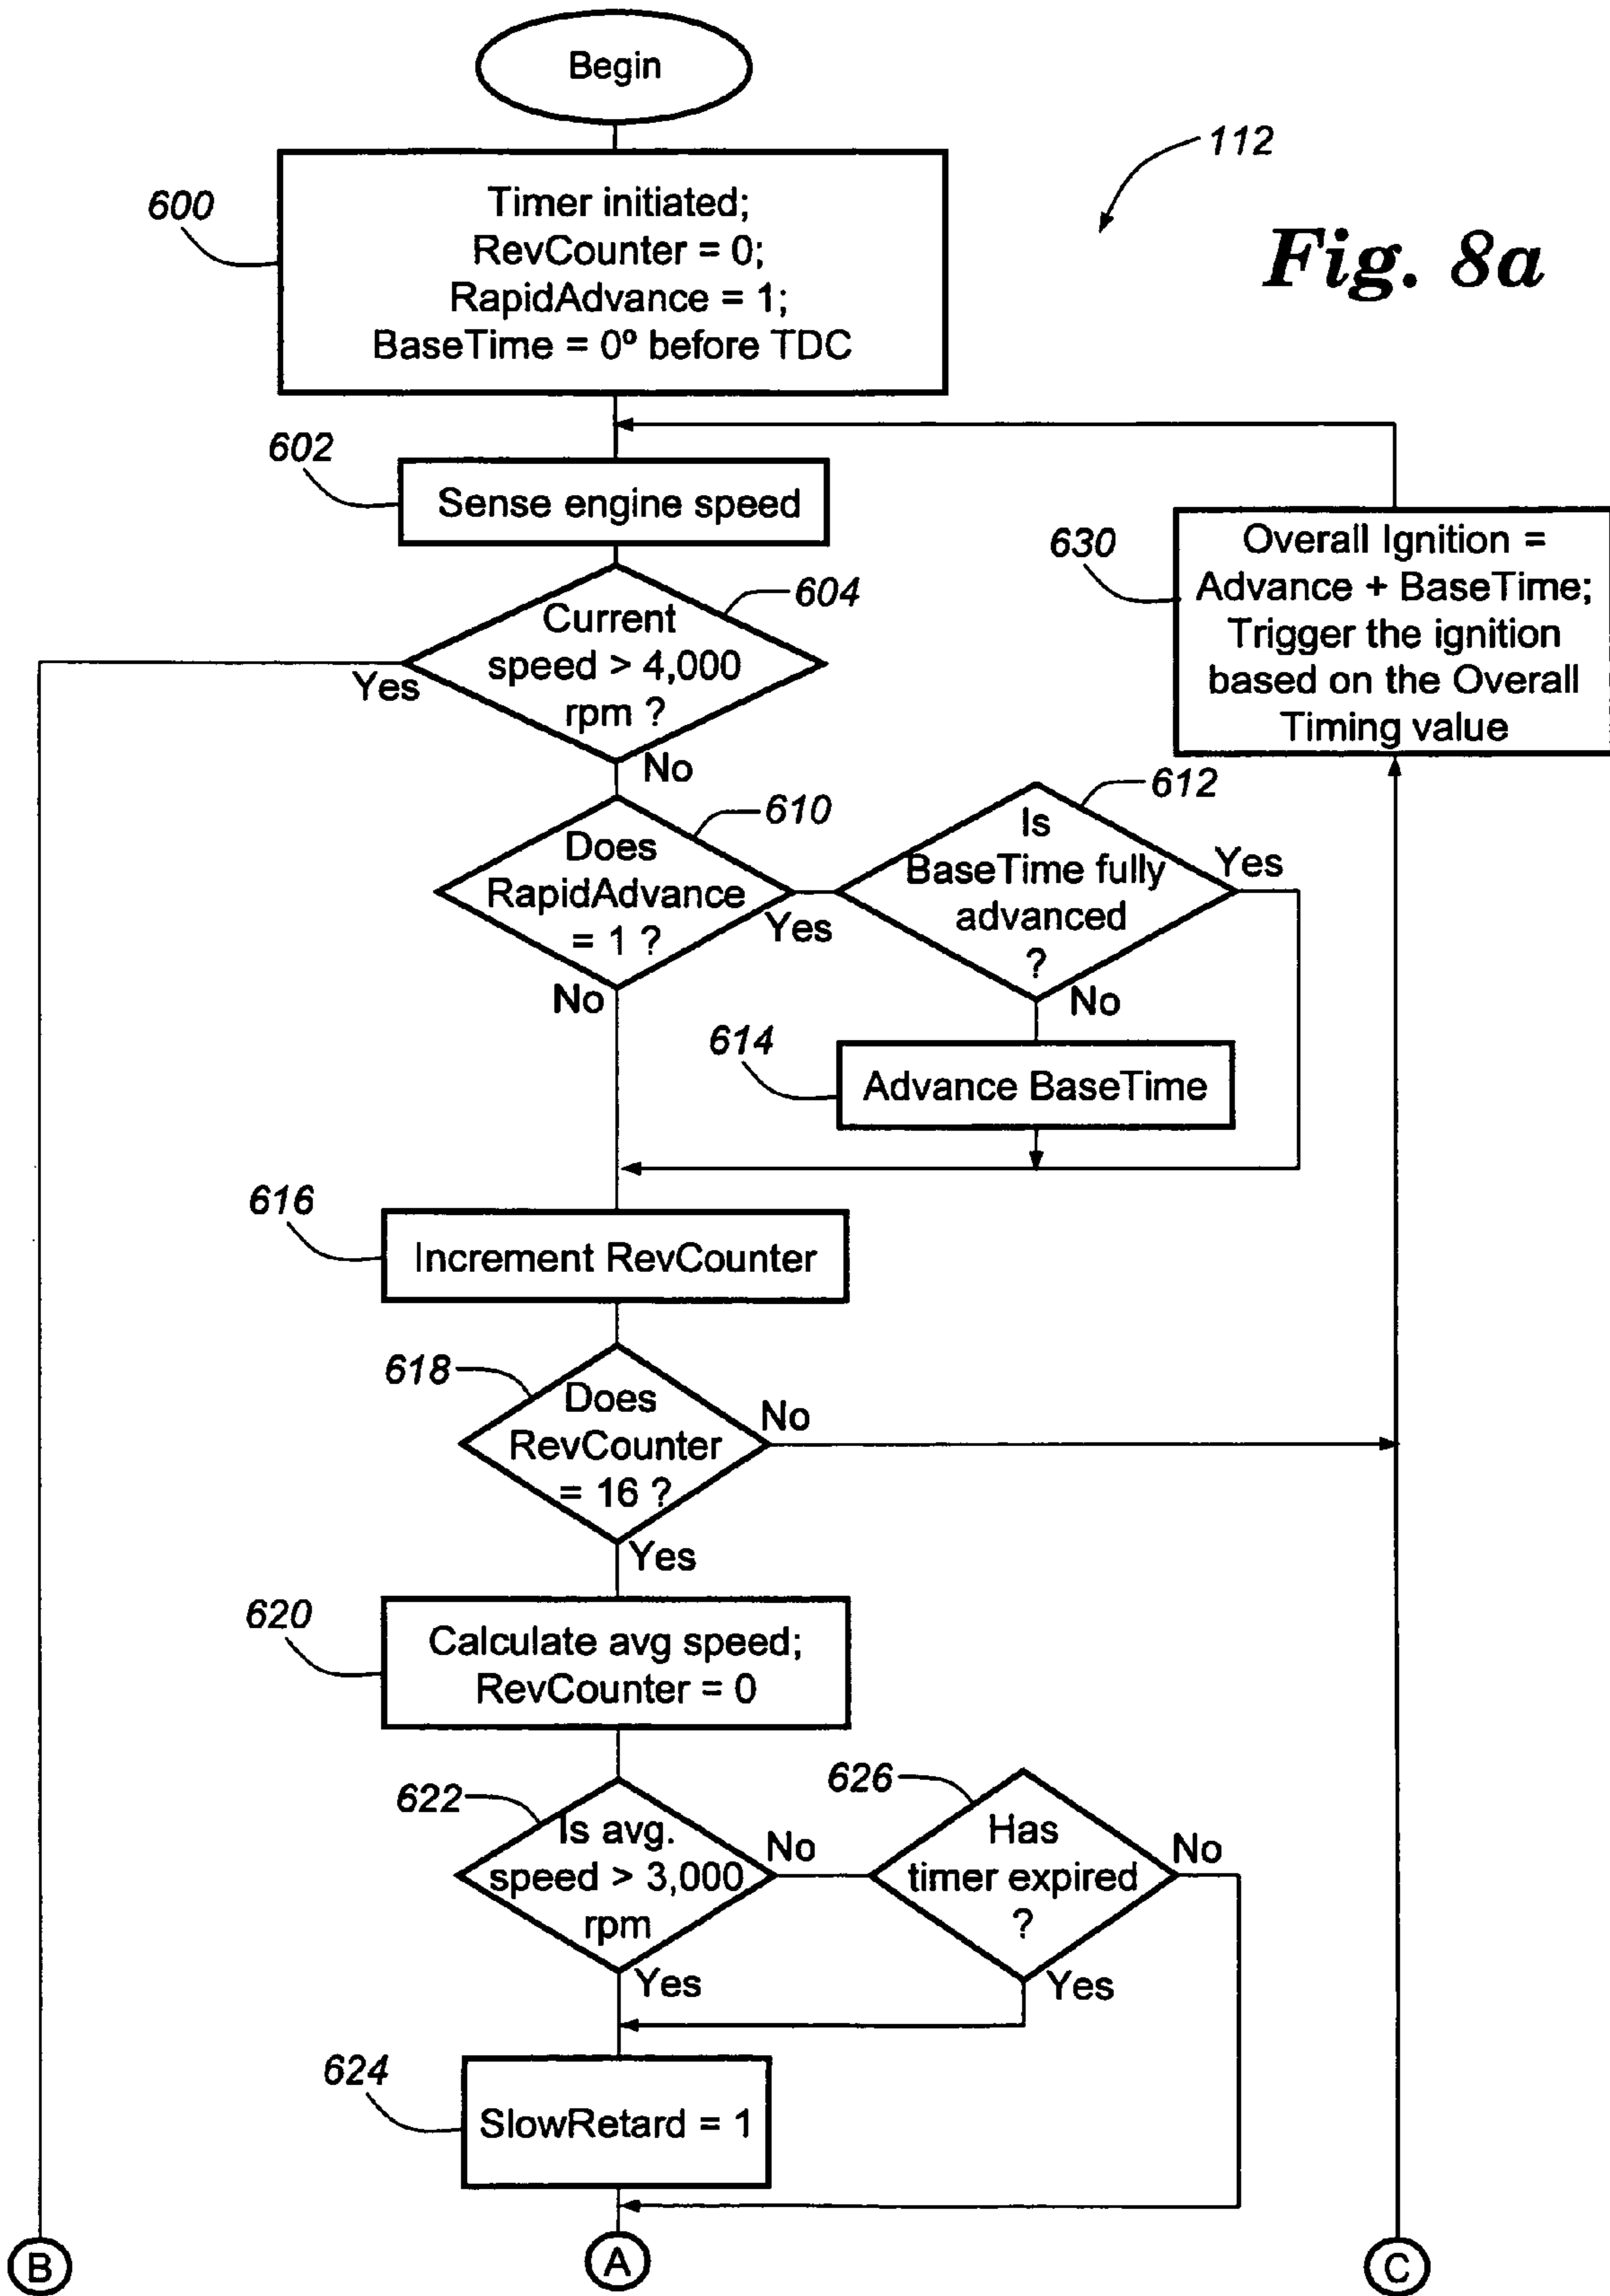 Begin
112
Fig. 8a
600
Timer initiated;
RevCounter = 0;
RapidAdvance = 1;
BaseTime = 0º before TDC
602
Sense engine speed
630
Overall Ignition =
Advance + BaseTime;
Trigger the ignition
based on the Overall
Timing value
604
Current
speed > 4,000
rpm ?
Yes
No
610
Does
RapidAdvance
= 1 ?
Yes
No
612
Is
BaseTime fully
advanced
?
Yes
No
614
Advance BaseTime
616
Increment RevCounter
618
Does
RevCounter
= 16 ?
No
Yes
620
Calculate avg speed;
RevCounter = 0
622
Is avg.
speed > 3,000
rpm
No
Yes
626
Has
timer expired
?
No
Yes
624
SlowRetard = 1
B
A
C